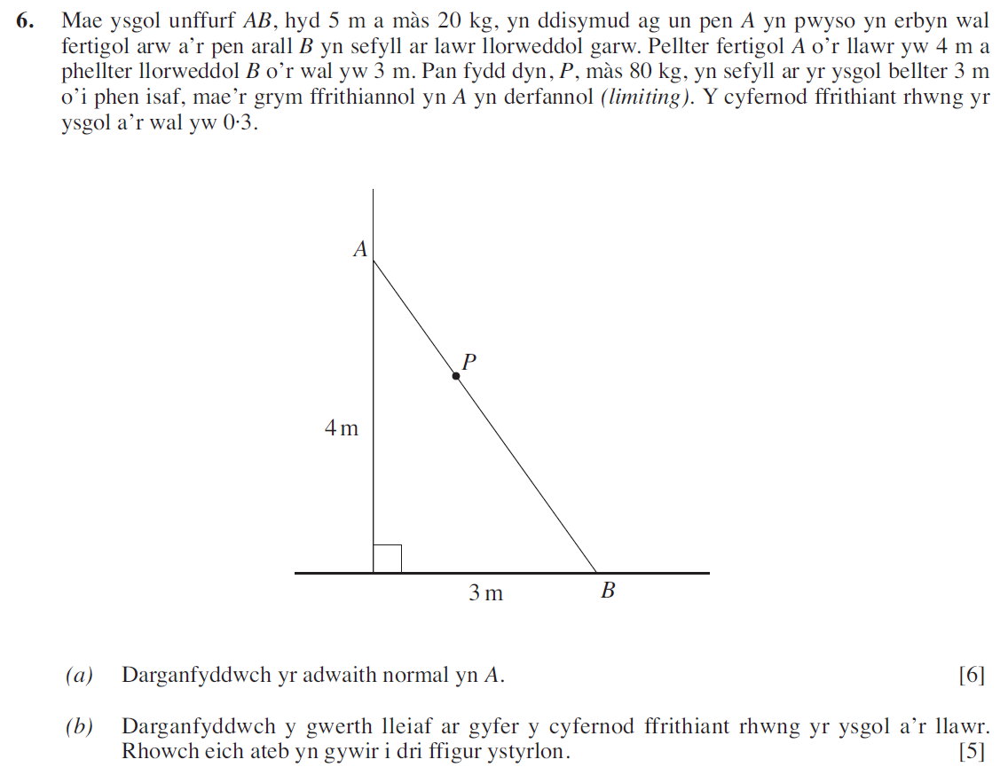 6. Mae ysgol unffurf AB, hyd 5 m a màs 20 kg, yn ddisymud ag un pen A yn pwyso yn erbyn wal
fertigol arw a'r pen arall B yn sefyll ar lawr llorweddol garw. Pellter fertigol A o'r llawr yw 4 m a
phellter llorweddol B o'r wal yw 3 m. Pan fydd dyn, P, màs 80 kg, yn sefyll ar yr ysgol bellter 3 m
o'i phen isaf, mae'r grym ffrithiannol yn A yn derfannol (limiting). Y cyfernod ffrithiant rhwng yr
ysgol a'r wal yw 0·3.
A
P
4 m
3 m
B
(a) Darganfyddwch yr adwaith normal yn A. [6]
(b) Darganfyddwch y gwerth lleiaf ar gyfer y cyfernod ffrithiant rhwng yr ysgol a'r llawr.
Rhowch eich ateb yn gywir i dri ffigur ystyrlon. [5]